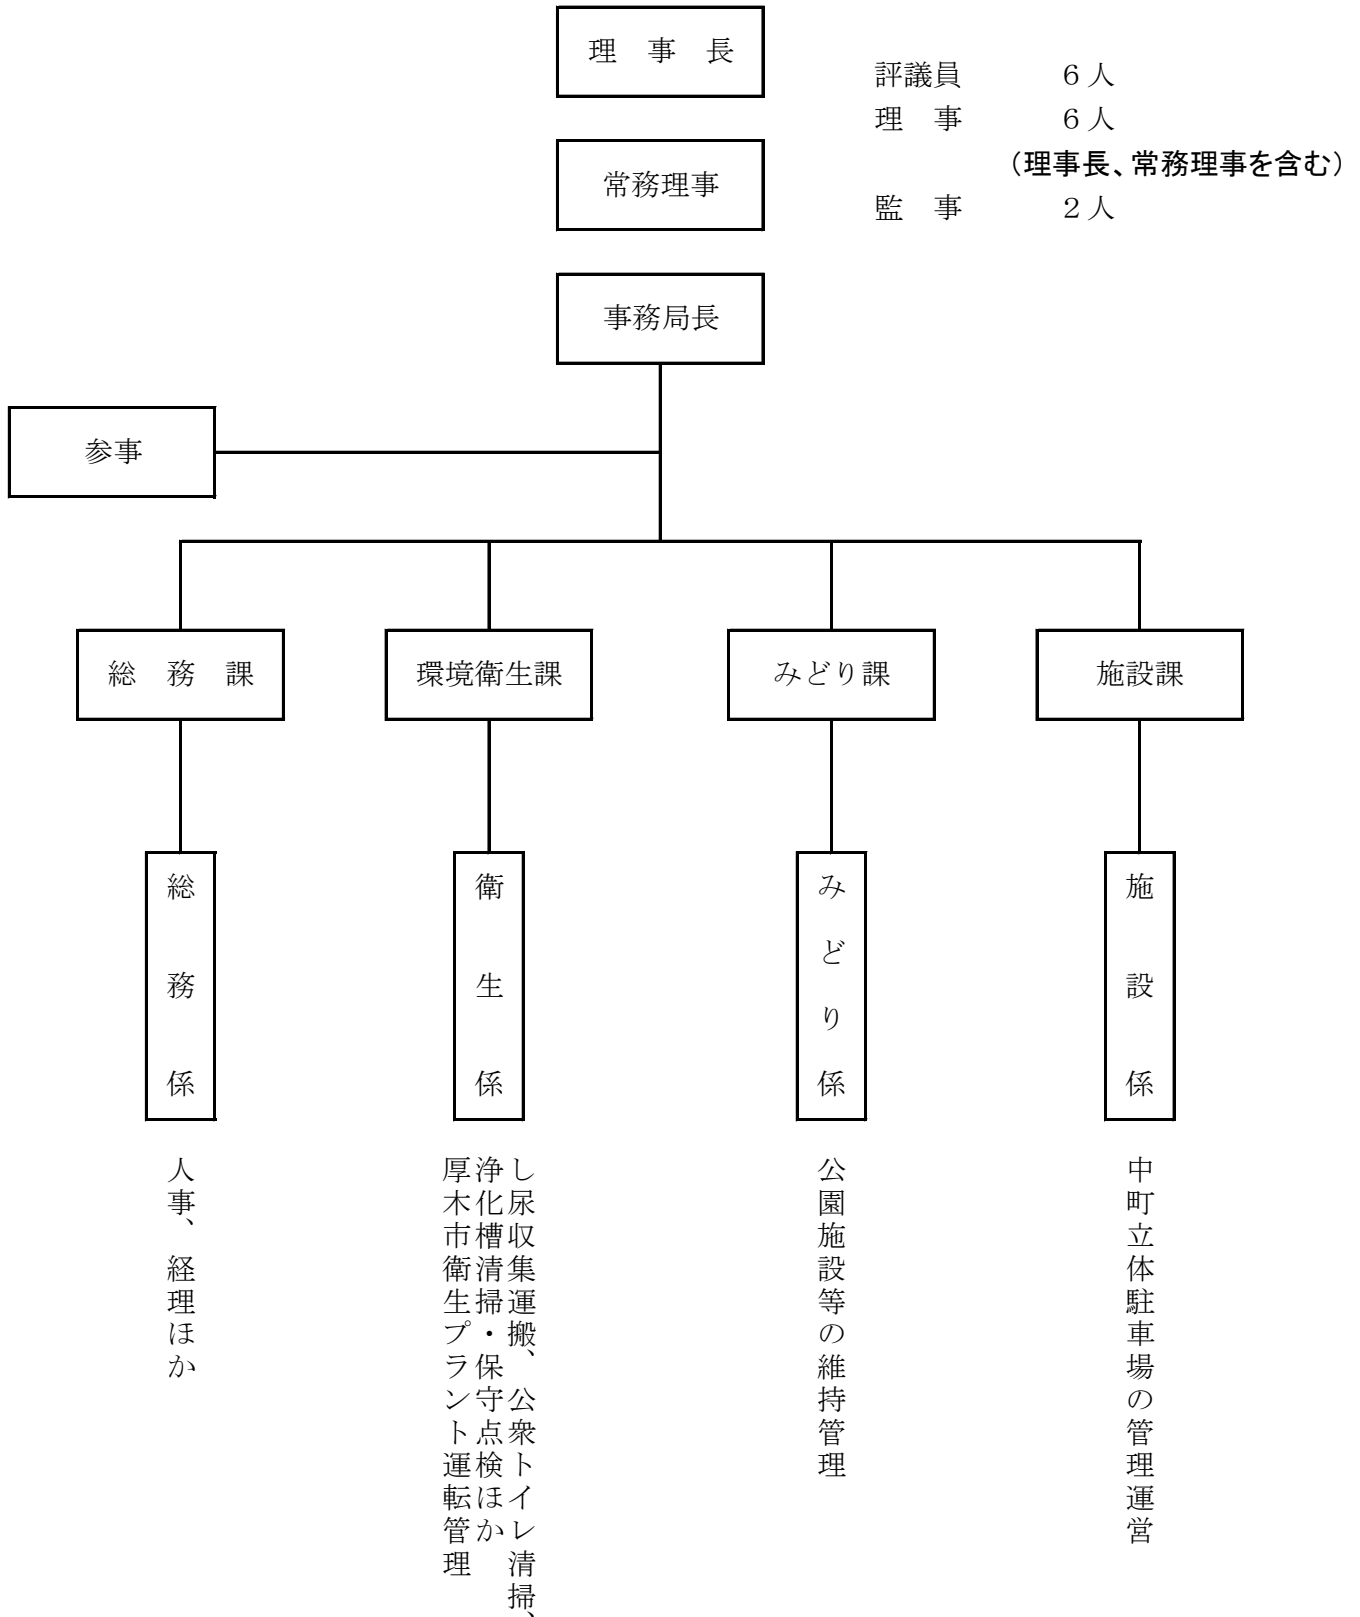 理　事　長
評議員　６人
理　事　６人
（理事長、常務理事を含む）
監　事　２人
常務理事
事務局長
参事
総　務　課
環境衛生課
みどり課
施設課
総務係
衛生係
みどり係
施設係
人事、経理ほか
し尿収集運搬、公衆トイレ清掃、
浄化槽清掃・保守点検ほか
厚木市衛生プラント運転管理
公園施設等の維持管理
中町立体駐車場の管理運営